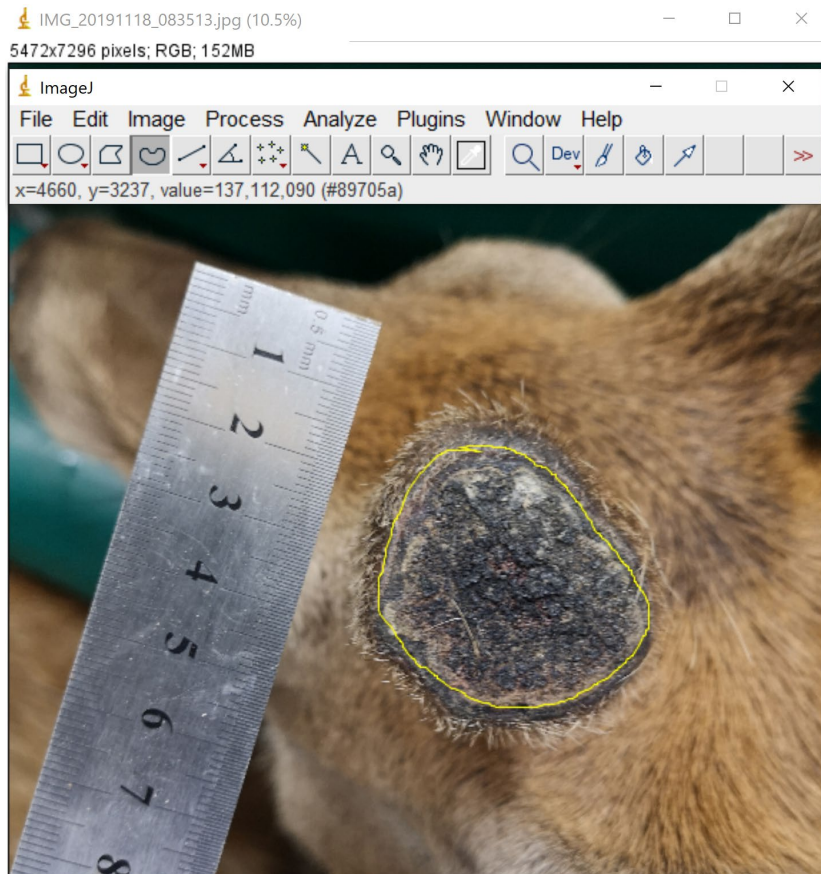 IMG_20191118_083513.jpg (10.5%)
5472x7296 pixels; RGB; 152MB
ImageJ
File Edit Image Process Analyze Plugins Window Help
A Dev >>
x=4660, y=3237, value=137,112,090 (#89705a)
mm
0.5 mm
1
2
3
4
5
6
7
8